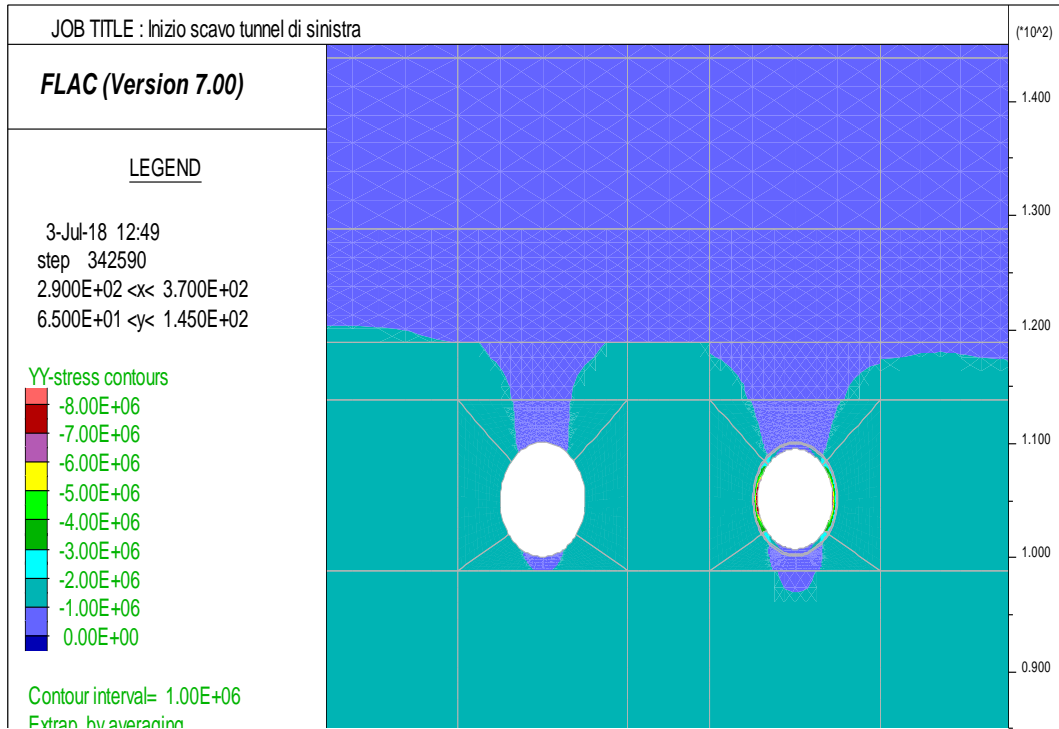 JOB TITLE : Inizio scavo tunnel di sinistra
(*10^2)
FLAC (Version 7.00)
LEGEND
3-Jul-18 12:49
step 342590
2.900E+02 <x< 3.700E+02
6.500E+01 <y< 1.450E+02
YY-stress contours
-8.00E+06
-7.00E+06
-6.00E+06
-5.00E+06
-4.00E+06
-3.00E+06
-2.00E+06
-1.00E+06
0.00E+00
Contour interval= 1.00E+06
Extrap. by averaging
1.400
1.300
1.200
1.100
1.000
0.900